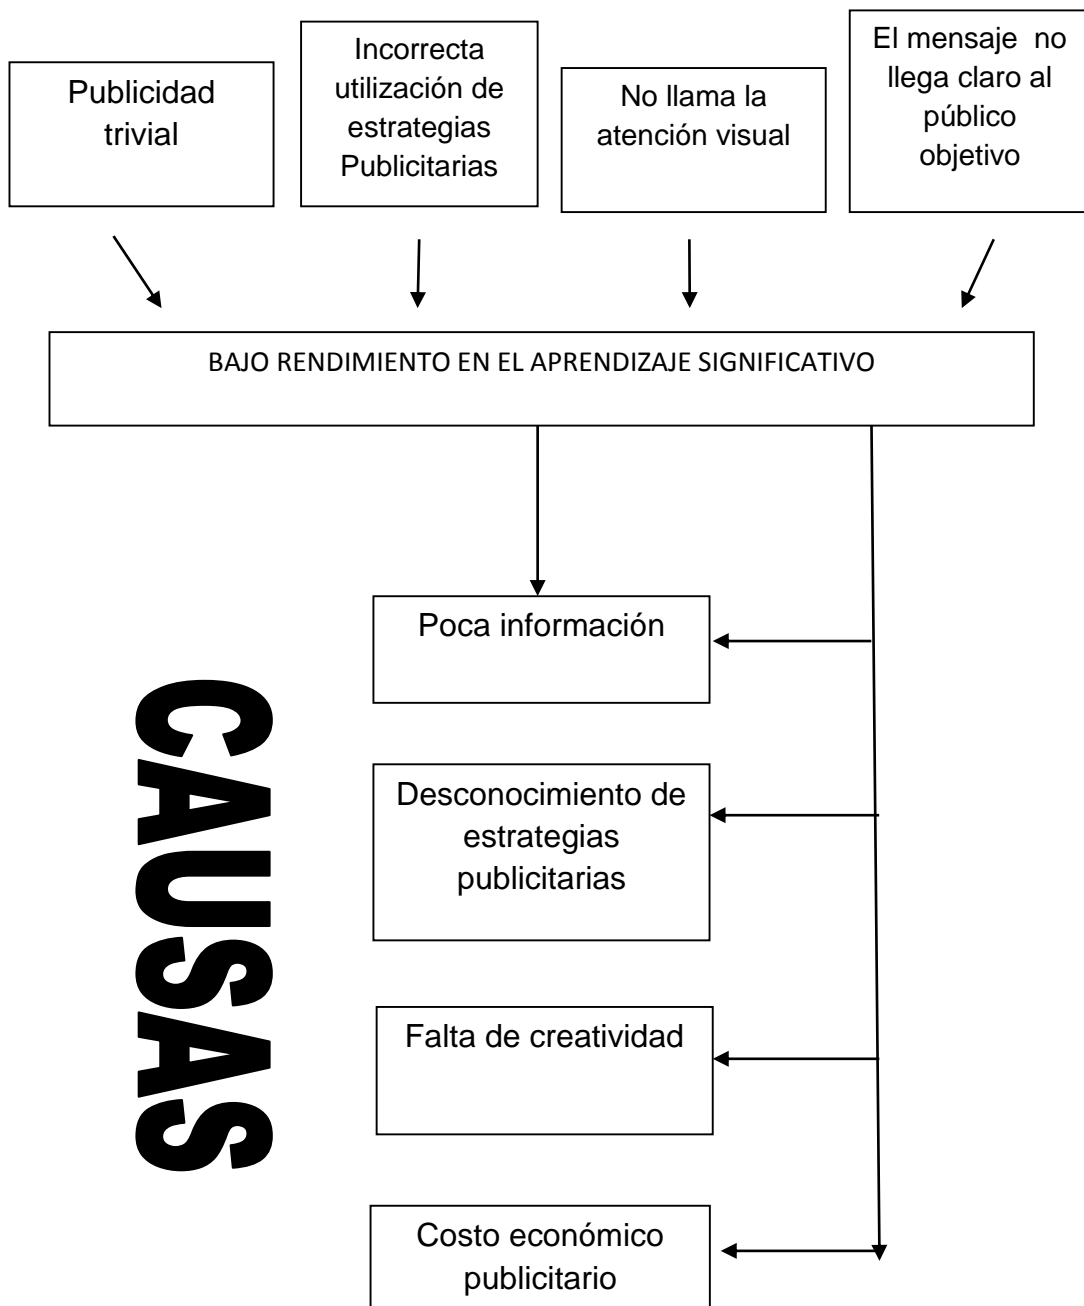 Publicidad
trivial
Incorrecta
utilización de
estrategias
Publicitarias
No llama la
atención visual
El mensaje no
llega claro al
público
objetivo
BAJO RENDIMIENTO EN EL APRENDIZAJE SIGNIFICATIVO
CAUSAS
Poca información
Desconocimiento de
estrategias
publicitarias
Falta de creatividad
Costo económico
publicitario